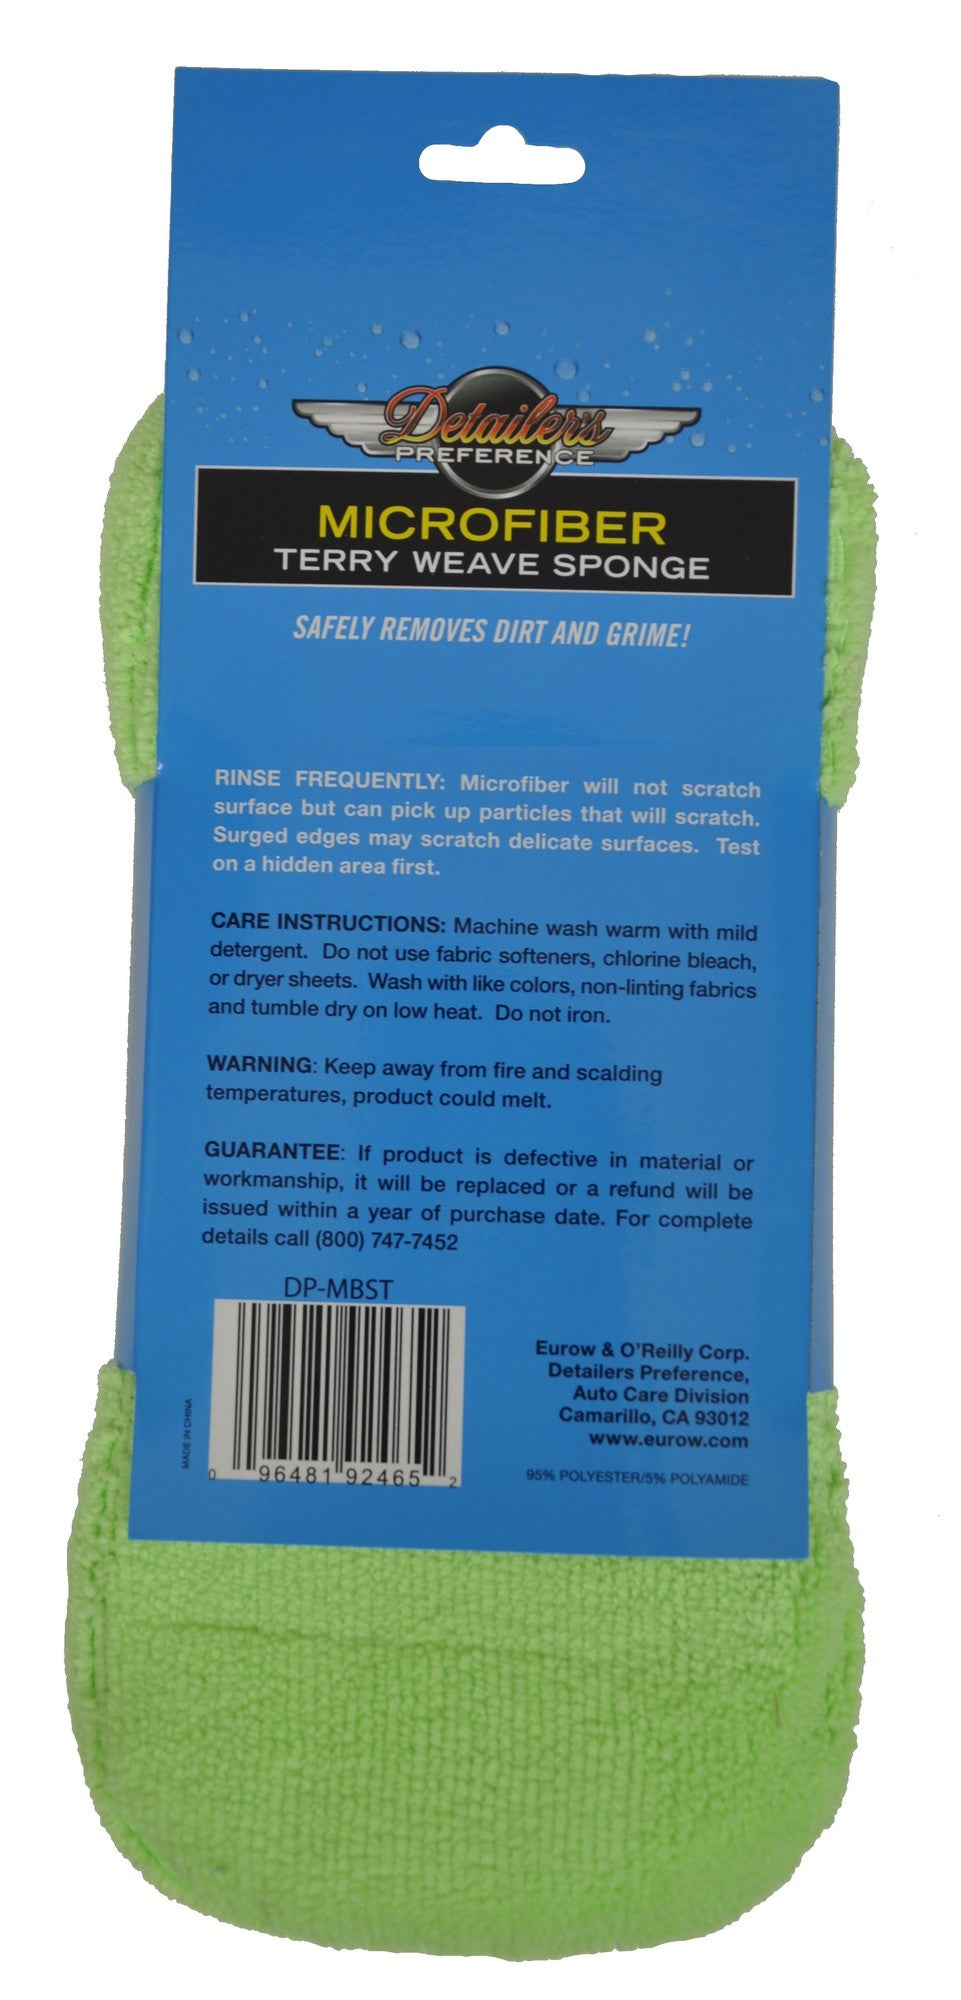 Detailer's
PREFERENCE
MICROFIBER
TERRY WEAVE SPONGE
SAFELY REMOVES DIRT AND GRIME!
RINSE FREQUENTLY: Microfiber will not scratch
surface but can pick up particles that will scratch.
Surged edges may scratch delicate surfaces. Test
on a hidden area first.
CARE INSTRUCTIONS: Machine wash warm with mild
detergent. Do not use fabric softeners, chlorine bleach,
or dryer sheets. Wash with like colors, non-linting fabrics
and tumble dry on low heat. Do not iron.
WARNING: Keep away from fire and scalding
temperatures, product could melt.
GUARANTEE: If product is defective in material or
workmanship, it will be replaced or a refund will be
issued within a year of purchase date. For complete
details call (800) 747-7452
DP-MBST
MADE IN CHINA
0 96481 92465 2
Eurow & O'Reilly Corp.
Detailers Preference,
Auto Care Division
Camarillo, CA 93012
www.eurow.com
95% POLYESTER/5% POLYAMIDE